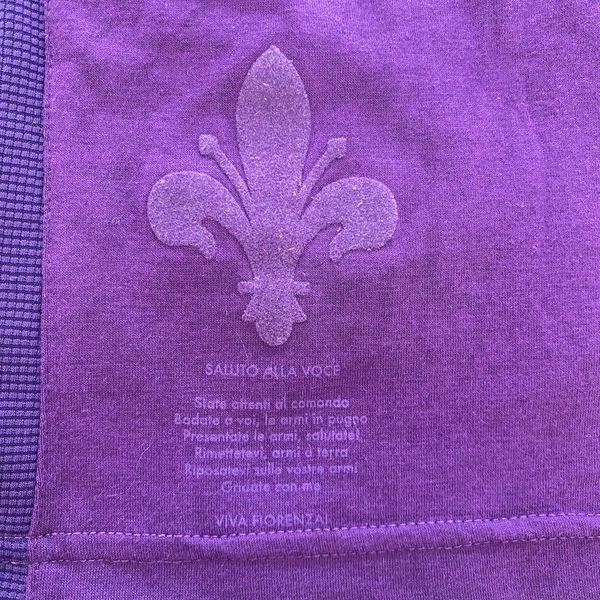 SALUTO ALLA VOCE
State attenti al comando
Badate a voi, le armi in pugno
Presentate le armi, salutate!
Rimettetevi, armi a terra
Riposatevi sulle vostre armi
Gridate con me
VIVA FIORENZA!